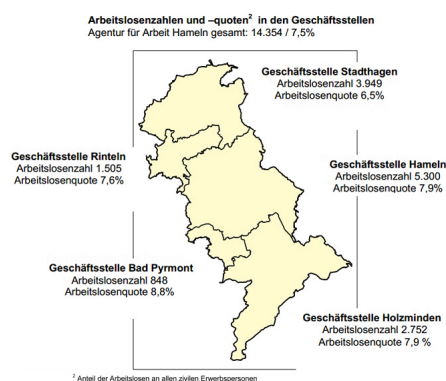 Arbeitslosenzahlen und –quoten² in den Geschäftsstellen
Agentur für Arbeit Hameln gesamt: 14.354 / 7,5%
Geschäftsstelle Stadthagen
Arbeitslosenzahl 3.949
Arbeitslosenquote 6,5%
Geschäftsstelle Rinteln
Arbeitslosenzahl 1.505
Arbeitslosenquote 7,6%
Geschäftsstelle Hameln
Arbeitslosenzahl 5.300
Arbeitslosenquote 7,9%
Geschäftsstelle Bad Pyrmont
Arbeitslosenzahl 848
Arbeitslosenquote 8,8%
Geschäftsstelle Holzminden
Arbeitslosenzahl 2.752
Arbeitslosenquote 7,9 %
² Anteil der Arbeitslosen an allen zivilen Erwerbspersonen